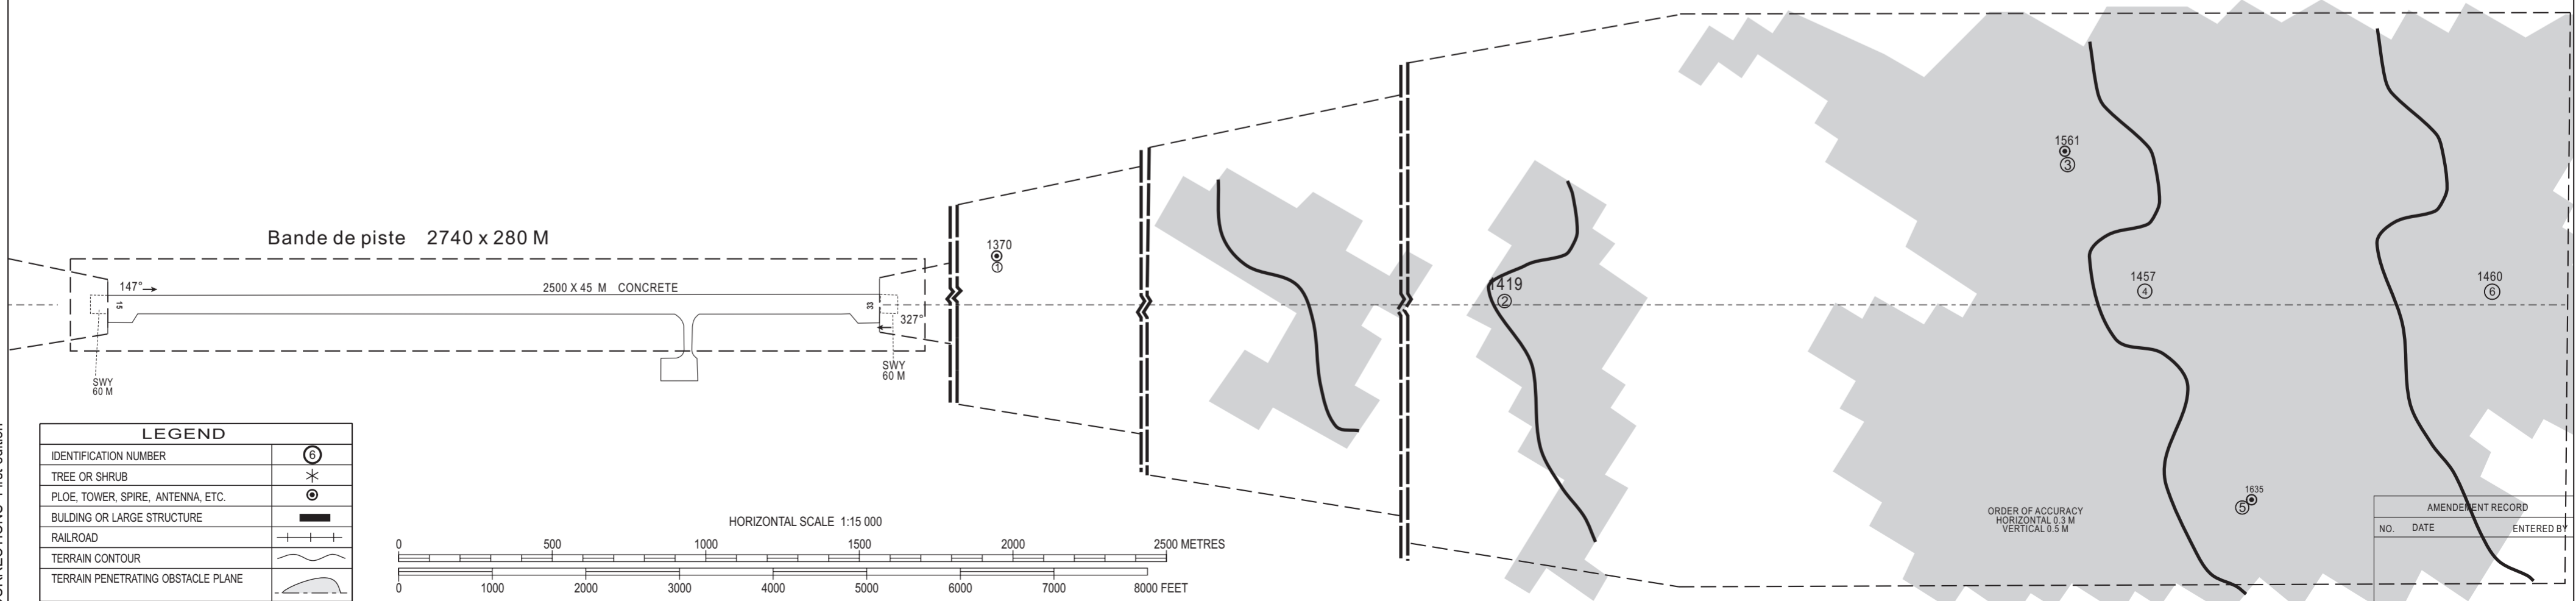 Bande de piste 2740 x 280 M
147°
2500 X 45 M CONCRETE
15
33
327°
SWY
60 M
SWY
60 M
1370
1
1419
2
1561
3
1457
4
1635
5
1460
6
LEGEND
IDENTIFICATION NUMBER 6
TREE OR SHRUB
PLOE, TOWER, SPIRE, ANTENNA, ETC.
BULDING OR LARGE STRUCTURE
RAILROAD
TERRAIN CONTOUR
TERRAIN PENETRATING OBSTACLE PLANE
HORIZONTAL SCALE 1:15 000
0 500 1000 1500 2000 2500 METRES
0 1000 2000 3000 4000 5000 6000 7000 8000 FEET
ORDER OF ACCURACY
HORIZONTAL 0.3 M
VERTICAL 0.5 M
AMENDEMENT RECORD
NO. DATE ENTERED BY